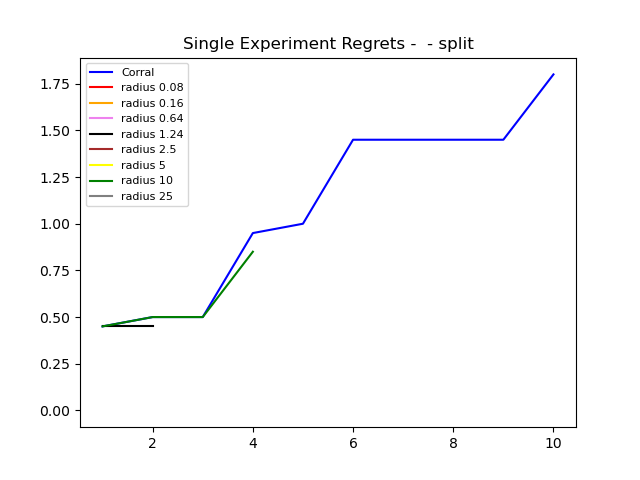 Single Experiment Regrets -  - split
Corral
radius 0.08
radius 0.16
radius 0.64
radius 1.24
radius 2.5
radius 5
radius 10
radius 25
1.75
1.50
1.25
1.00
0.75
0.50
0.25
0.00
2 4 6 8 10